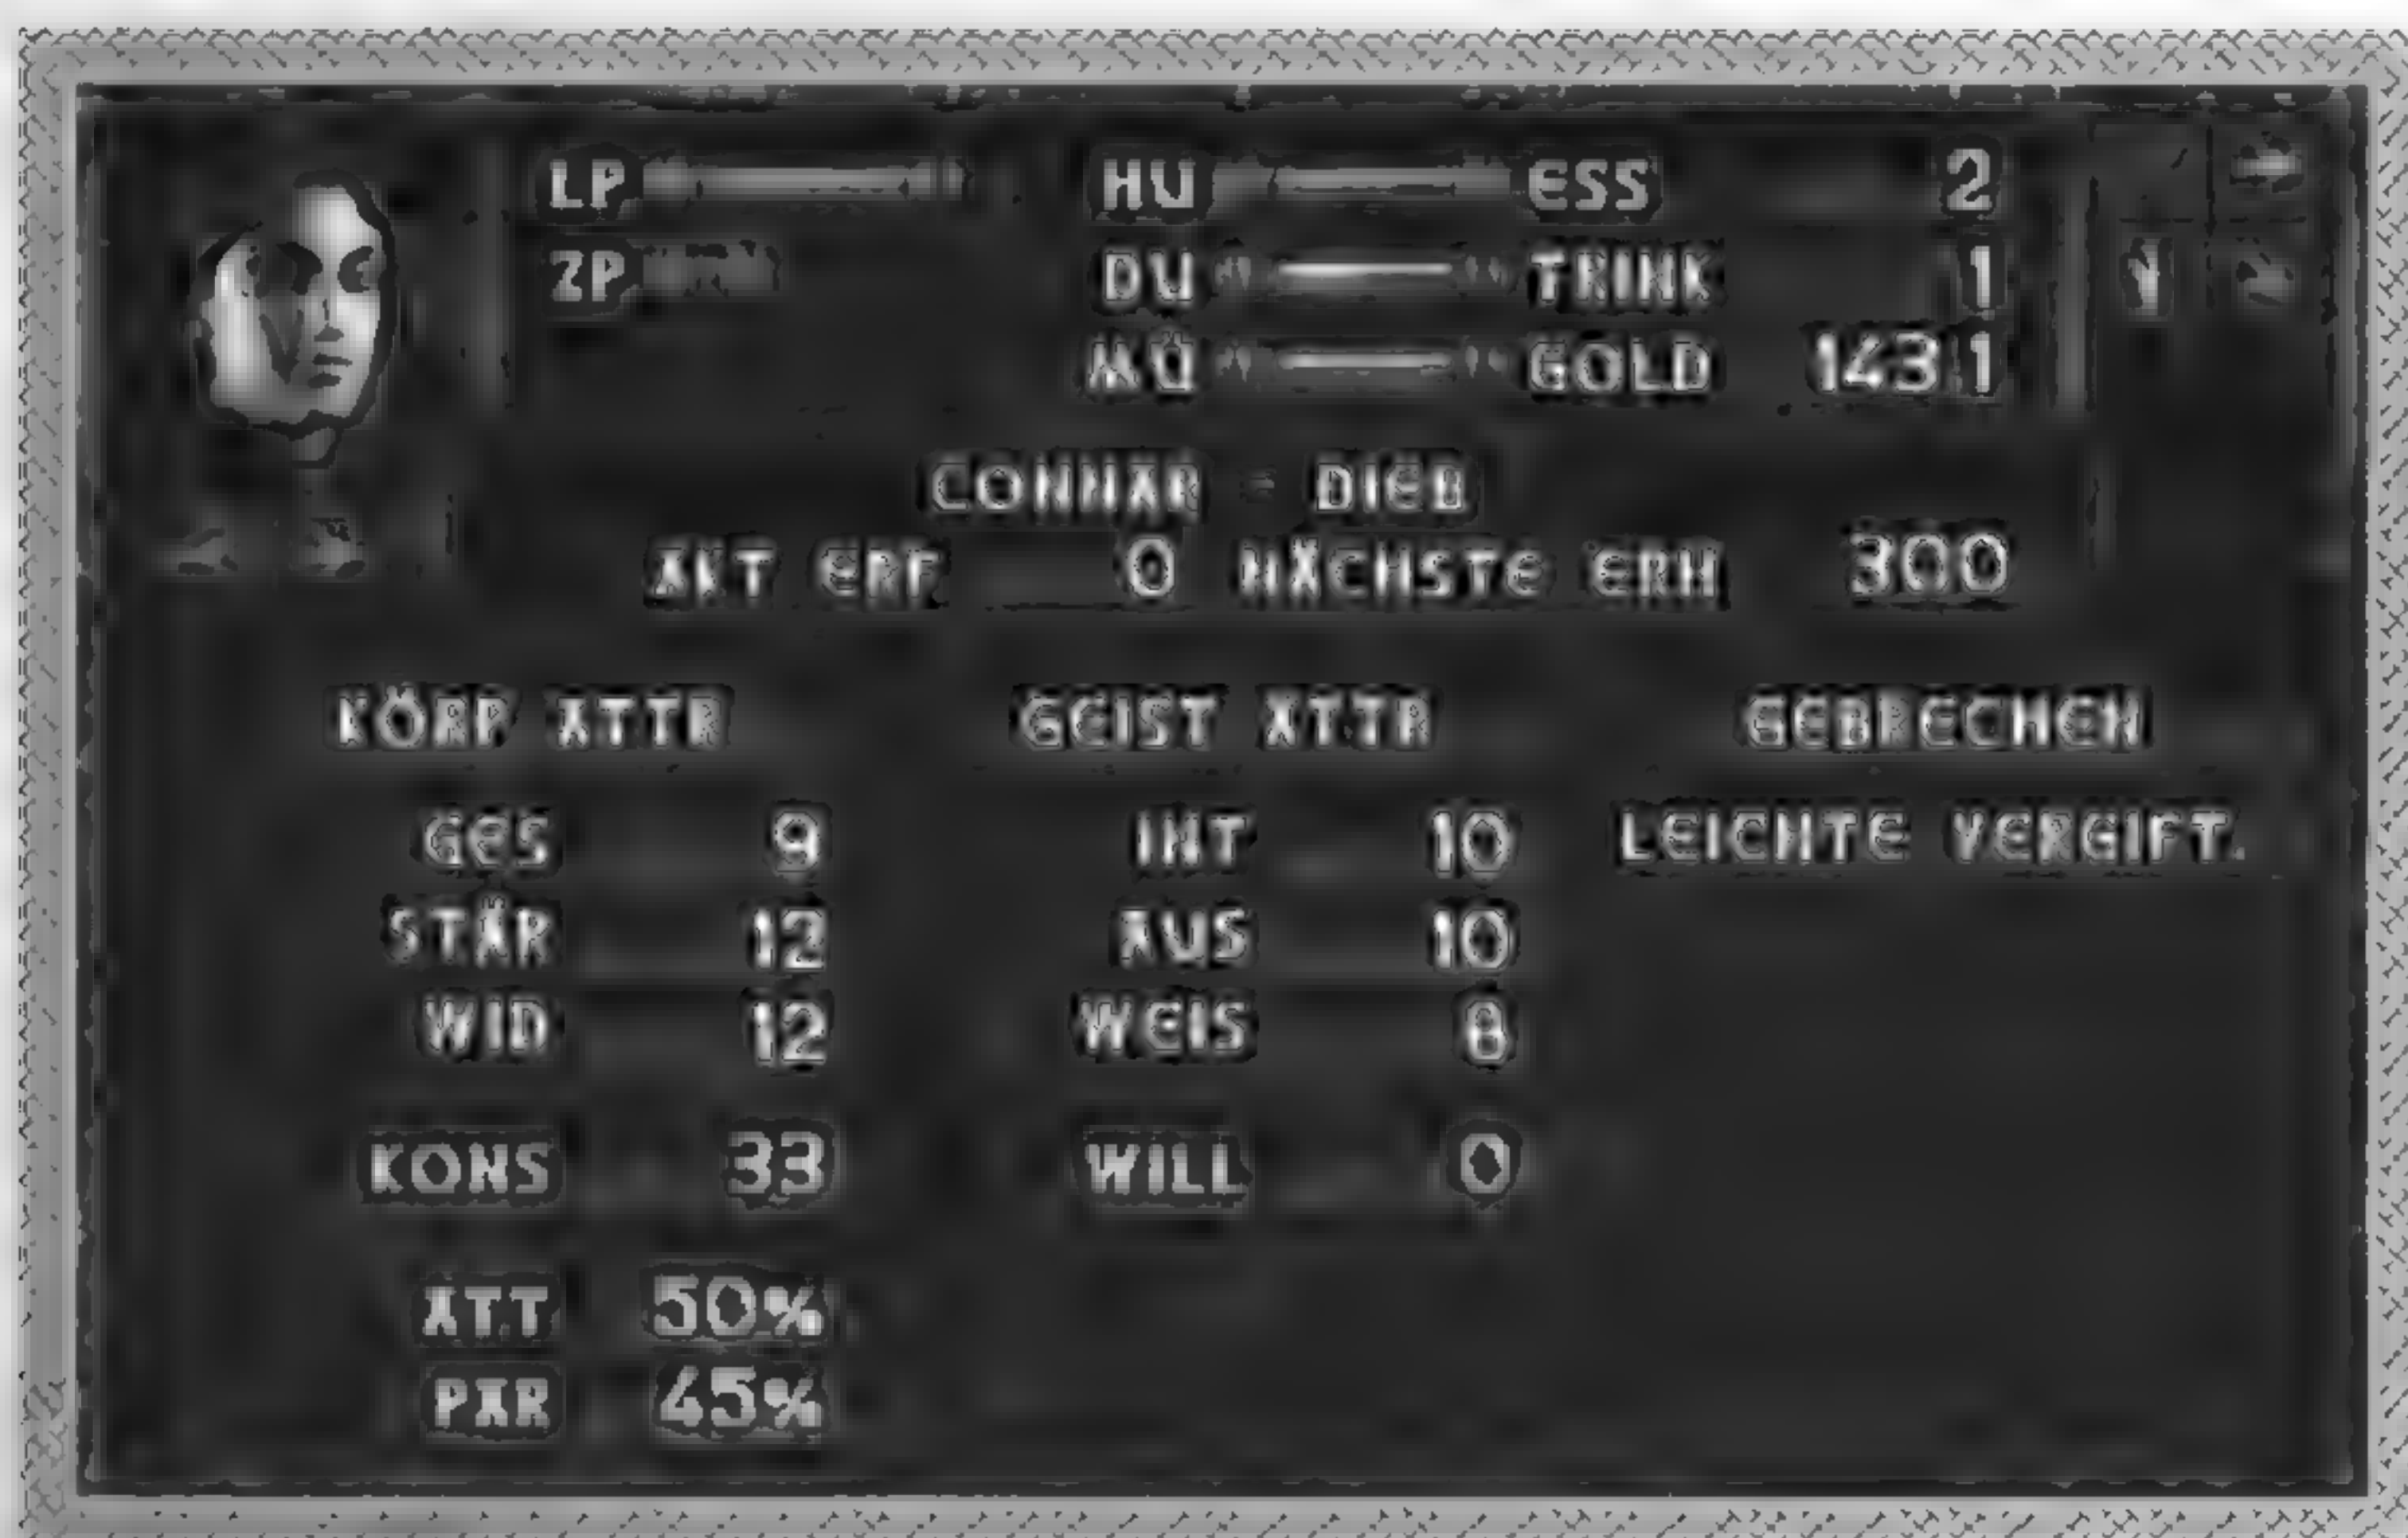 LP HU ESS 2
ZP DU TRINK 1
MÜ GOLD 1431
CONNAR = DIEB
AKT ERF 0 NÄCHSTE ERH 300
KÖRP ATTR GEIST ATTR GEBRECHEN
GES 9 INT 10 LEICHTE VERGIFT.
STÄR 12 AUS 10
WID 12 WEIS 8
KONS 33 WILL 0
ATT 50%
PAR 45%